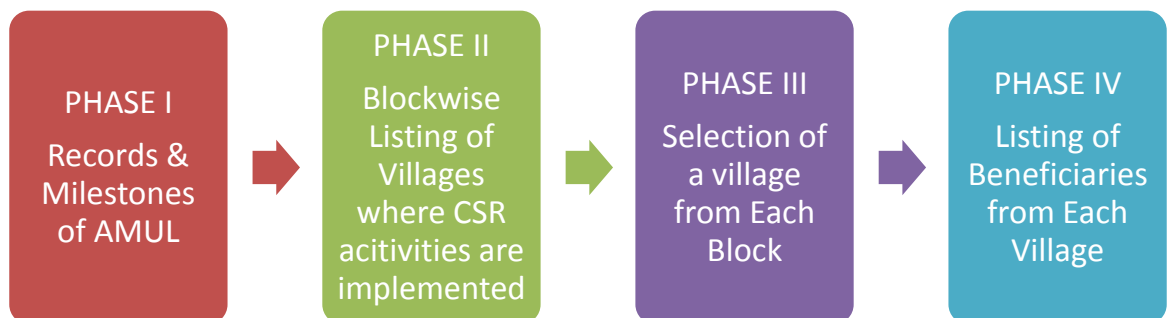 PHASE I
Records &
Milestones
of AMUL
PHASE II
Blockwise
Listing of
Villages
where CSR
acitivities are
implemented
PHASE III
Selection of
a village
from Each
Block
PHASE IV
Listing of
Beneficiaries
from Each
Village